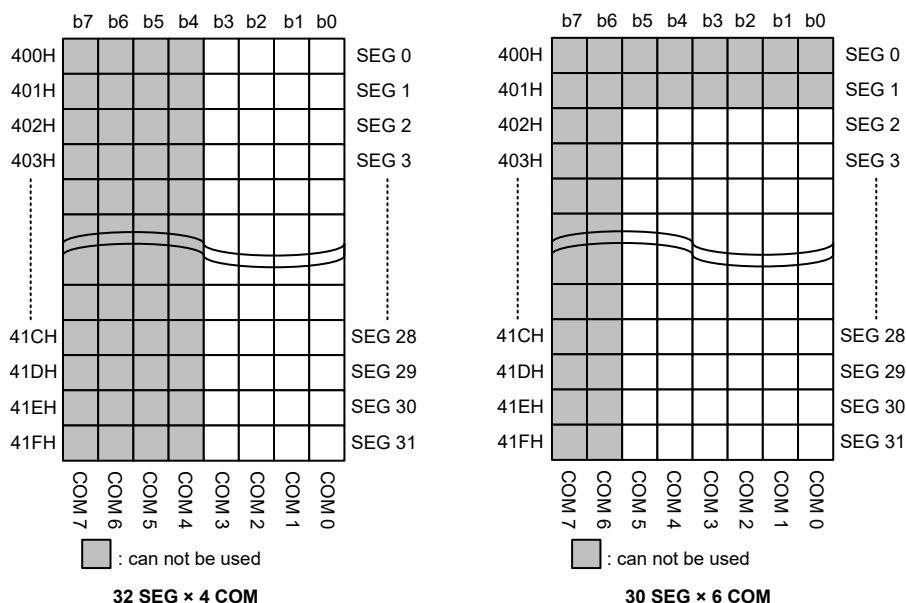 b7 b6 b5 b4 b3 b2 b1 b0
400H SEG 0
401H SEG 1
402H SEG 2
403H SEG 3
41CH SEG 28
41DH SEG 29
41EH SEG 30
41FH SEG 31
COM 7 COM 6 COM 5 COM 4 COM 3 COM 2 COM 1 COM 0
: can not be used
32 SEG × 4 COM
b7 b6 b5 b4 b3 b2 b1 b0
400H SEG 0
401H SEG 1
402H SEG 2
403H SEG 3
41CH SEG 28
41DH SEG 29
41EH SEG 30
41FH SEG 31
COM 7 COM 6 COM 5 COM 4 COM 3 COM 2 COM 1 COM 0
: can not be used
30 SEG × 6 COM